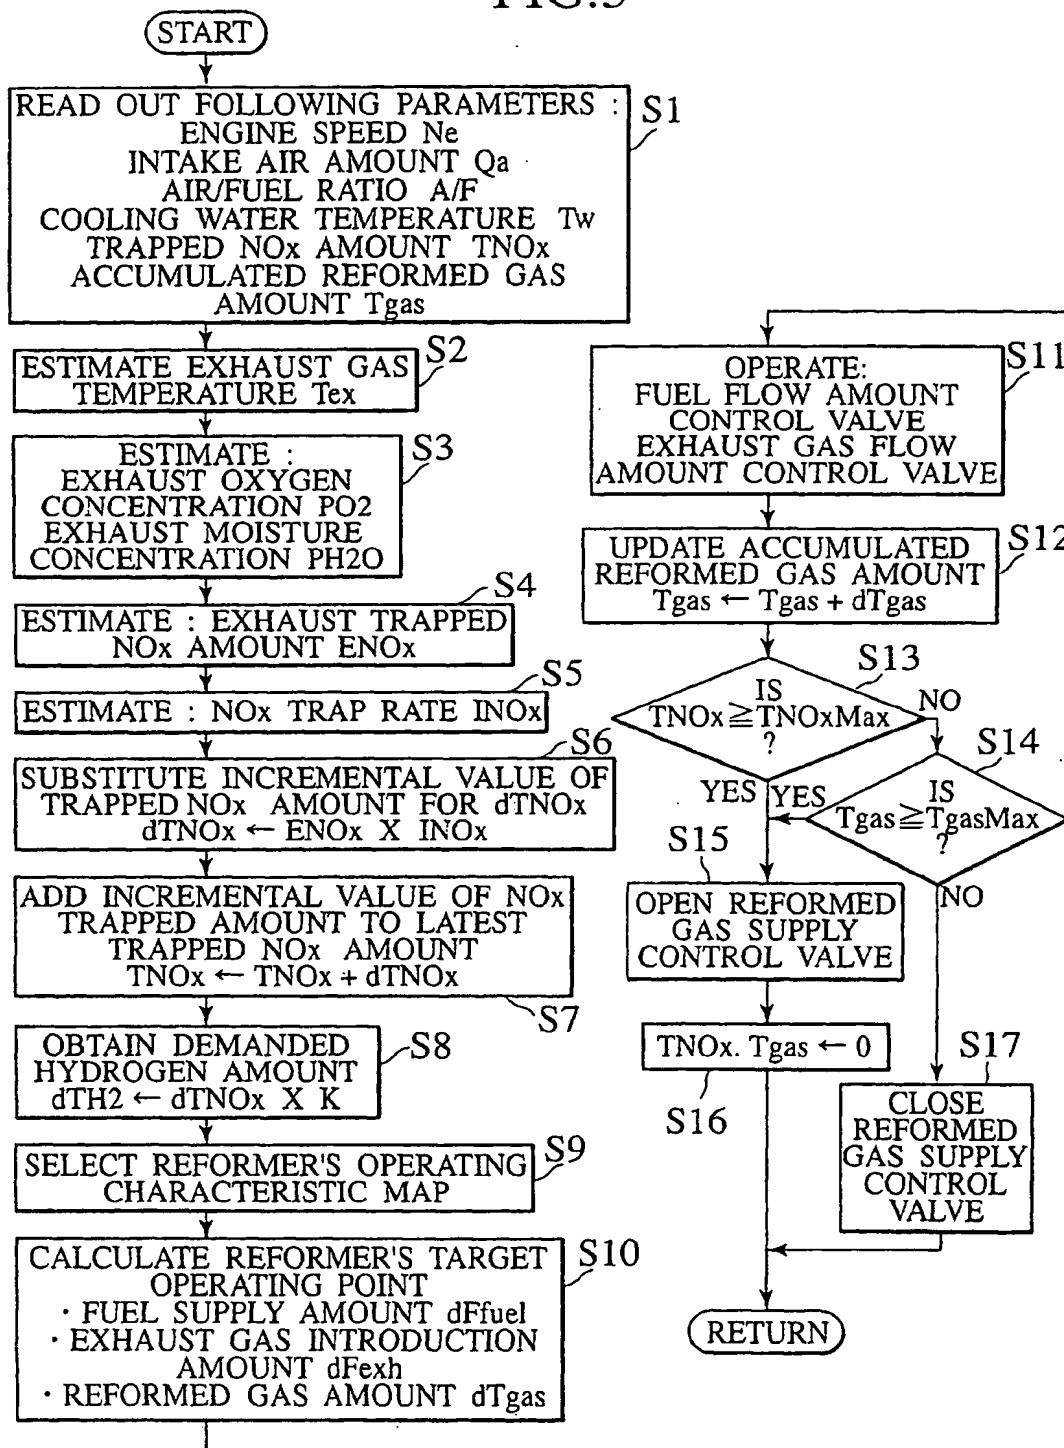 START
READ OUT FOLLOWING PARAMETERS :
ENGINE SPEED Ne
INTAKE AIR AMOUNT Qa
AIR/FUEL RATIO A/F
COOLING WATER TEMPERATURE Tw
TRAPPED NOx AMOUNT TNOx
ACCUMULATED REFORMED GAS
AMOUNT Tgas
S1
ESTIMATE EXHAUST GAS
TEMPERATURE Tex
S2
ESTIMATE :
EXHAUST OXYGEN
CONCENTRATION PO2
EXHAUST MOISTURE
CONCENTRATION PH2O
S3
S4
ESTIMATE : EXHAUST TRAPPED
NOx AMOUNT ENOx
S5
ESTIMATE : NOx TRAP RATE INOx
S6
SUBSTITUTE INCREMENTAL VALUE OF
TRAPPED NOx AMOUNT FOR dTNOx
dTNOx ← ENOx X INOx
ADD INCREMENTAL VALUE OF NOx
TRAPPED AMOUNT TO LATEST
TRAPPED NOx AMOUNT
TNOx ← TNOx + dTNOx
S7
OBTAIN DEMANDED
HYDROGEN AMOUNT
dTH2 ← dTNOx X K
S8
SELECT REFORMER'S OPERATING
CHARACTERISTIC MAP
S9
CALCULATE REFORMER'S TARGET
OPERATING POINT
· FUEL SUPPLY AMOUNT dFfuel
· EXHAUST GAS INTRODUCTION
AMOUNT dFexh
· REFORMED GAS AMOUNT dTgas
S10
OPERATE:
FUEL FLOW AMOUNT
CONTROL VALVE
EXHAUST GAS FLOW
AMOUNT CONTROL VALVE
S11
UPDATE ACCUMULATED
REFORMED GAS AMOUNT
Tgas ← Tgas + dTgas
S12
S13
IS
TNOx≧TNOxMax
?
NO
YES
S14
IS
Tgas≧TgasMax
?
YES
NO
S15
OPEN REFORMED
GAS SUPPLY
CONTROL VALVE
TNOx. Tgas ← 0
S16
S17
CLOSE
REFORMED
GAS SUPPLY
CONTROL
VALVE
RETURN